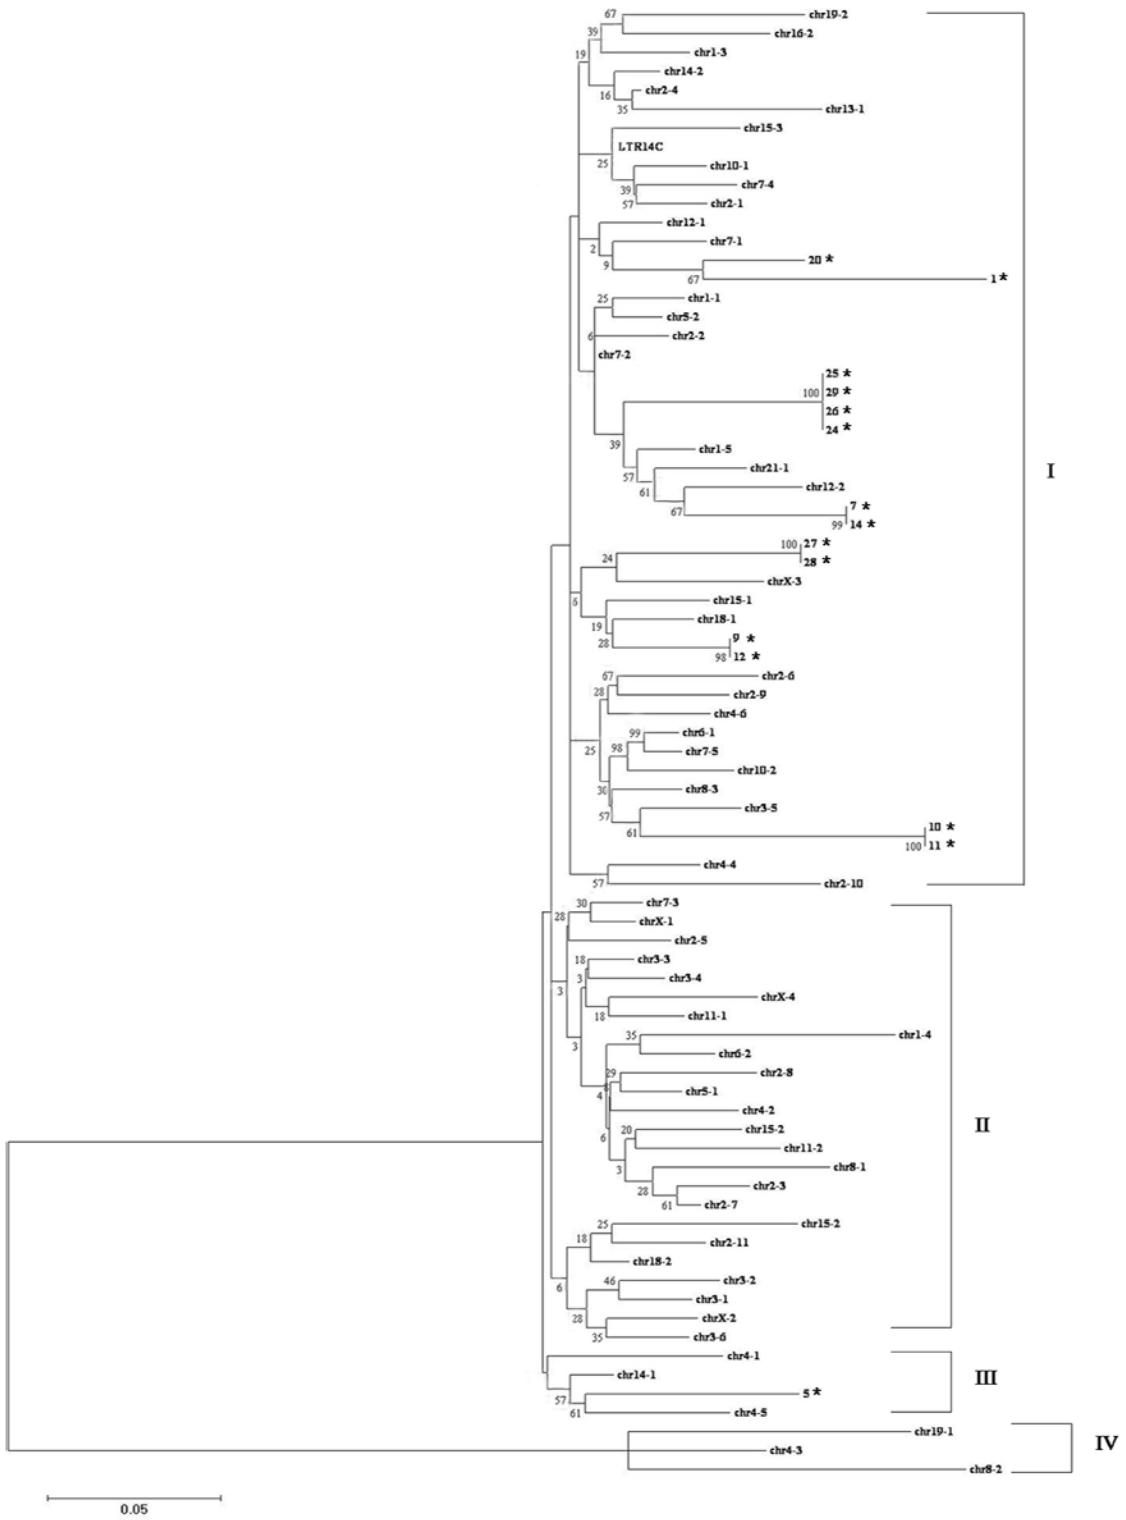 67 chr19-2
39 chr16-2
19 chr1-3
chr14-2
16 chr2-4
35 chr13-1
chr15-3
LTR14C
25 chr10-1
39 chr7-4
57 chr2-1
chr12-1
2 chr7-1
9 20 *
67 1 *
25 chr1-1
chr5-2
6 chr2-2
chr7-2
25 *
100 29 *
26 *
24 *
39 chr1-5
57 chr21-1
I
61 chr12-2
67 7 *
99 14 *
100 27 *
24 28 *
chrX-3
6 chr15-1
19 chr18-1
28 9 *
98 12 *
67 chr2-6
28 chr2-9
chr4-6
99 chr6-1
25 98 chr7-5
chr10-2
30 chr8-3
57 chr3-5
61 10 *
100 11 *
chr4-4
57 chr2-10
30 chr7-3
28 chrX-1
chr2-5
18 chr3-3
3 chr3-4
3 chrX-4
18 chr11-1
35 chr1-4
3 chr6-2
29 chr2-8
chr5-1
4 chr4-2
II
20 chr15-2
6 chr11-2
3 chr8-1
28 chr2-3
61 chr2-7
25 chr15-2
18 chr2-11
chr18-2
46 chr3-2
6 chr3-1
28 chrX-2
35 chr3-6
chr4-1
chr14-1
III
57 5 *
61 chr4-5
chr19-1
IV
chr4-3
chr8-2
0.05